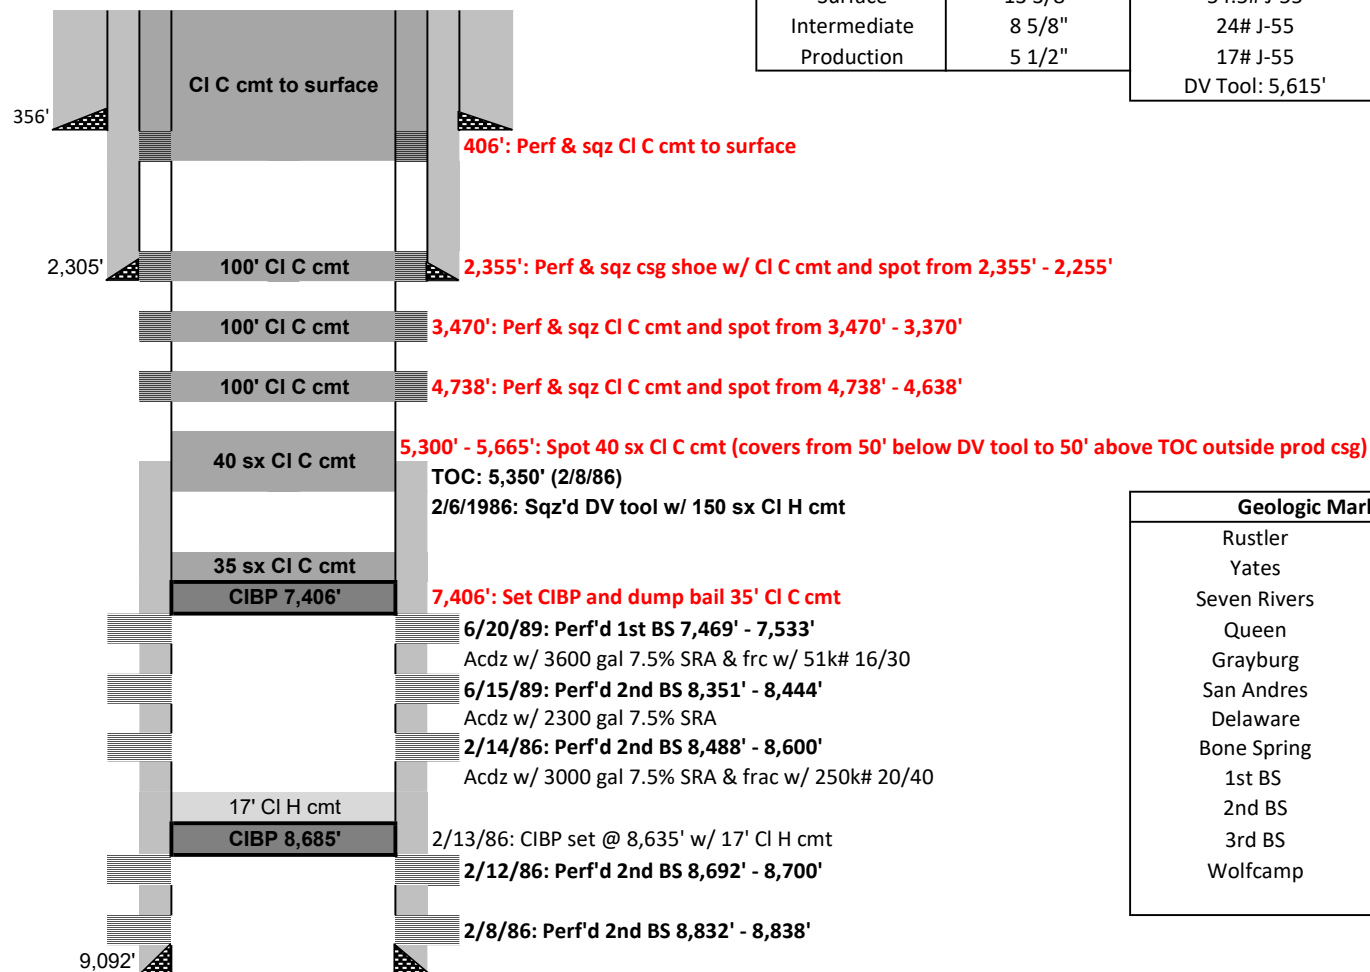 Surface 13 3/8" 54.5# J-55
Intermediate 8 5/8" 24# J-55
Production 5 1/2" 17# J-55
DV Tool: 5,615'
Cl C cmt to surface
356'
406': Perf & sqz Cl C cmt to surface
2,305'
100' Cl C cmt
2,355': Perf & sqz csg shoe w/ Cl C cmt and spot from 2,355' - 2,255'
100' Cl C cmt
3,470': Perf & sqz Cl C cmt and spot from 3,470' - 3,370'
100' Cl C cmt
4,738': Perf & sqz Cl C cmt and spot from 4,738' - 4,638'
40 sx Cl C cmt
5,300' - 5,665': Spot 40 sx Cl C cmt (covers from 50' below DV tool to 50' above TOC outside prod csg)
TOC: 5,350' (2/8/86)
2/6/1986: Sqz'd DV tool w/ 150 sx Cl H cmt
35 sx Cl C cmt
CIBP 7,406'
7,406': Set CIBP and dump bail 35' Cl C cmt
6/20/89: Perf'd 1st BS 7,469' - 7,533'
Acdz w/ 3600 gal 7.5% SRA & frc w/ 51k# 16/30
6/15/89: Perf'd 2nd BS 8,351' - 8,444'
Acdz w/ 2300 gal 7.5% SRA
2/14/86: Perf'd 2nd BS 8,488' - 8,600'
Acdz w/ 3000 gal 7.5% SRA & frac w/ 250k# 20/40
17' Cl H cmt
CIBP 8,685'
2/13/86: CIBP set @ 8,635' w/ 17' Cl H cmt
2/12/86: Perf'd 2nd BS 8,692' - 8,700'
2/8/86: Perf'd 2nd BS 8,832' - 8,838'
9,092'
Geologic
Rustler
Yates
Seven Rivers
Queen
Grayburg
San Andres
Delaware
Bone Spring
1st BS
2nd BS
3rd BS
Wolfcamp